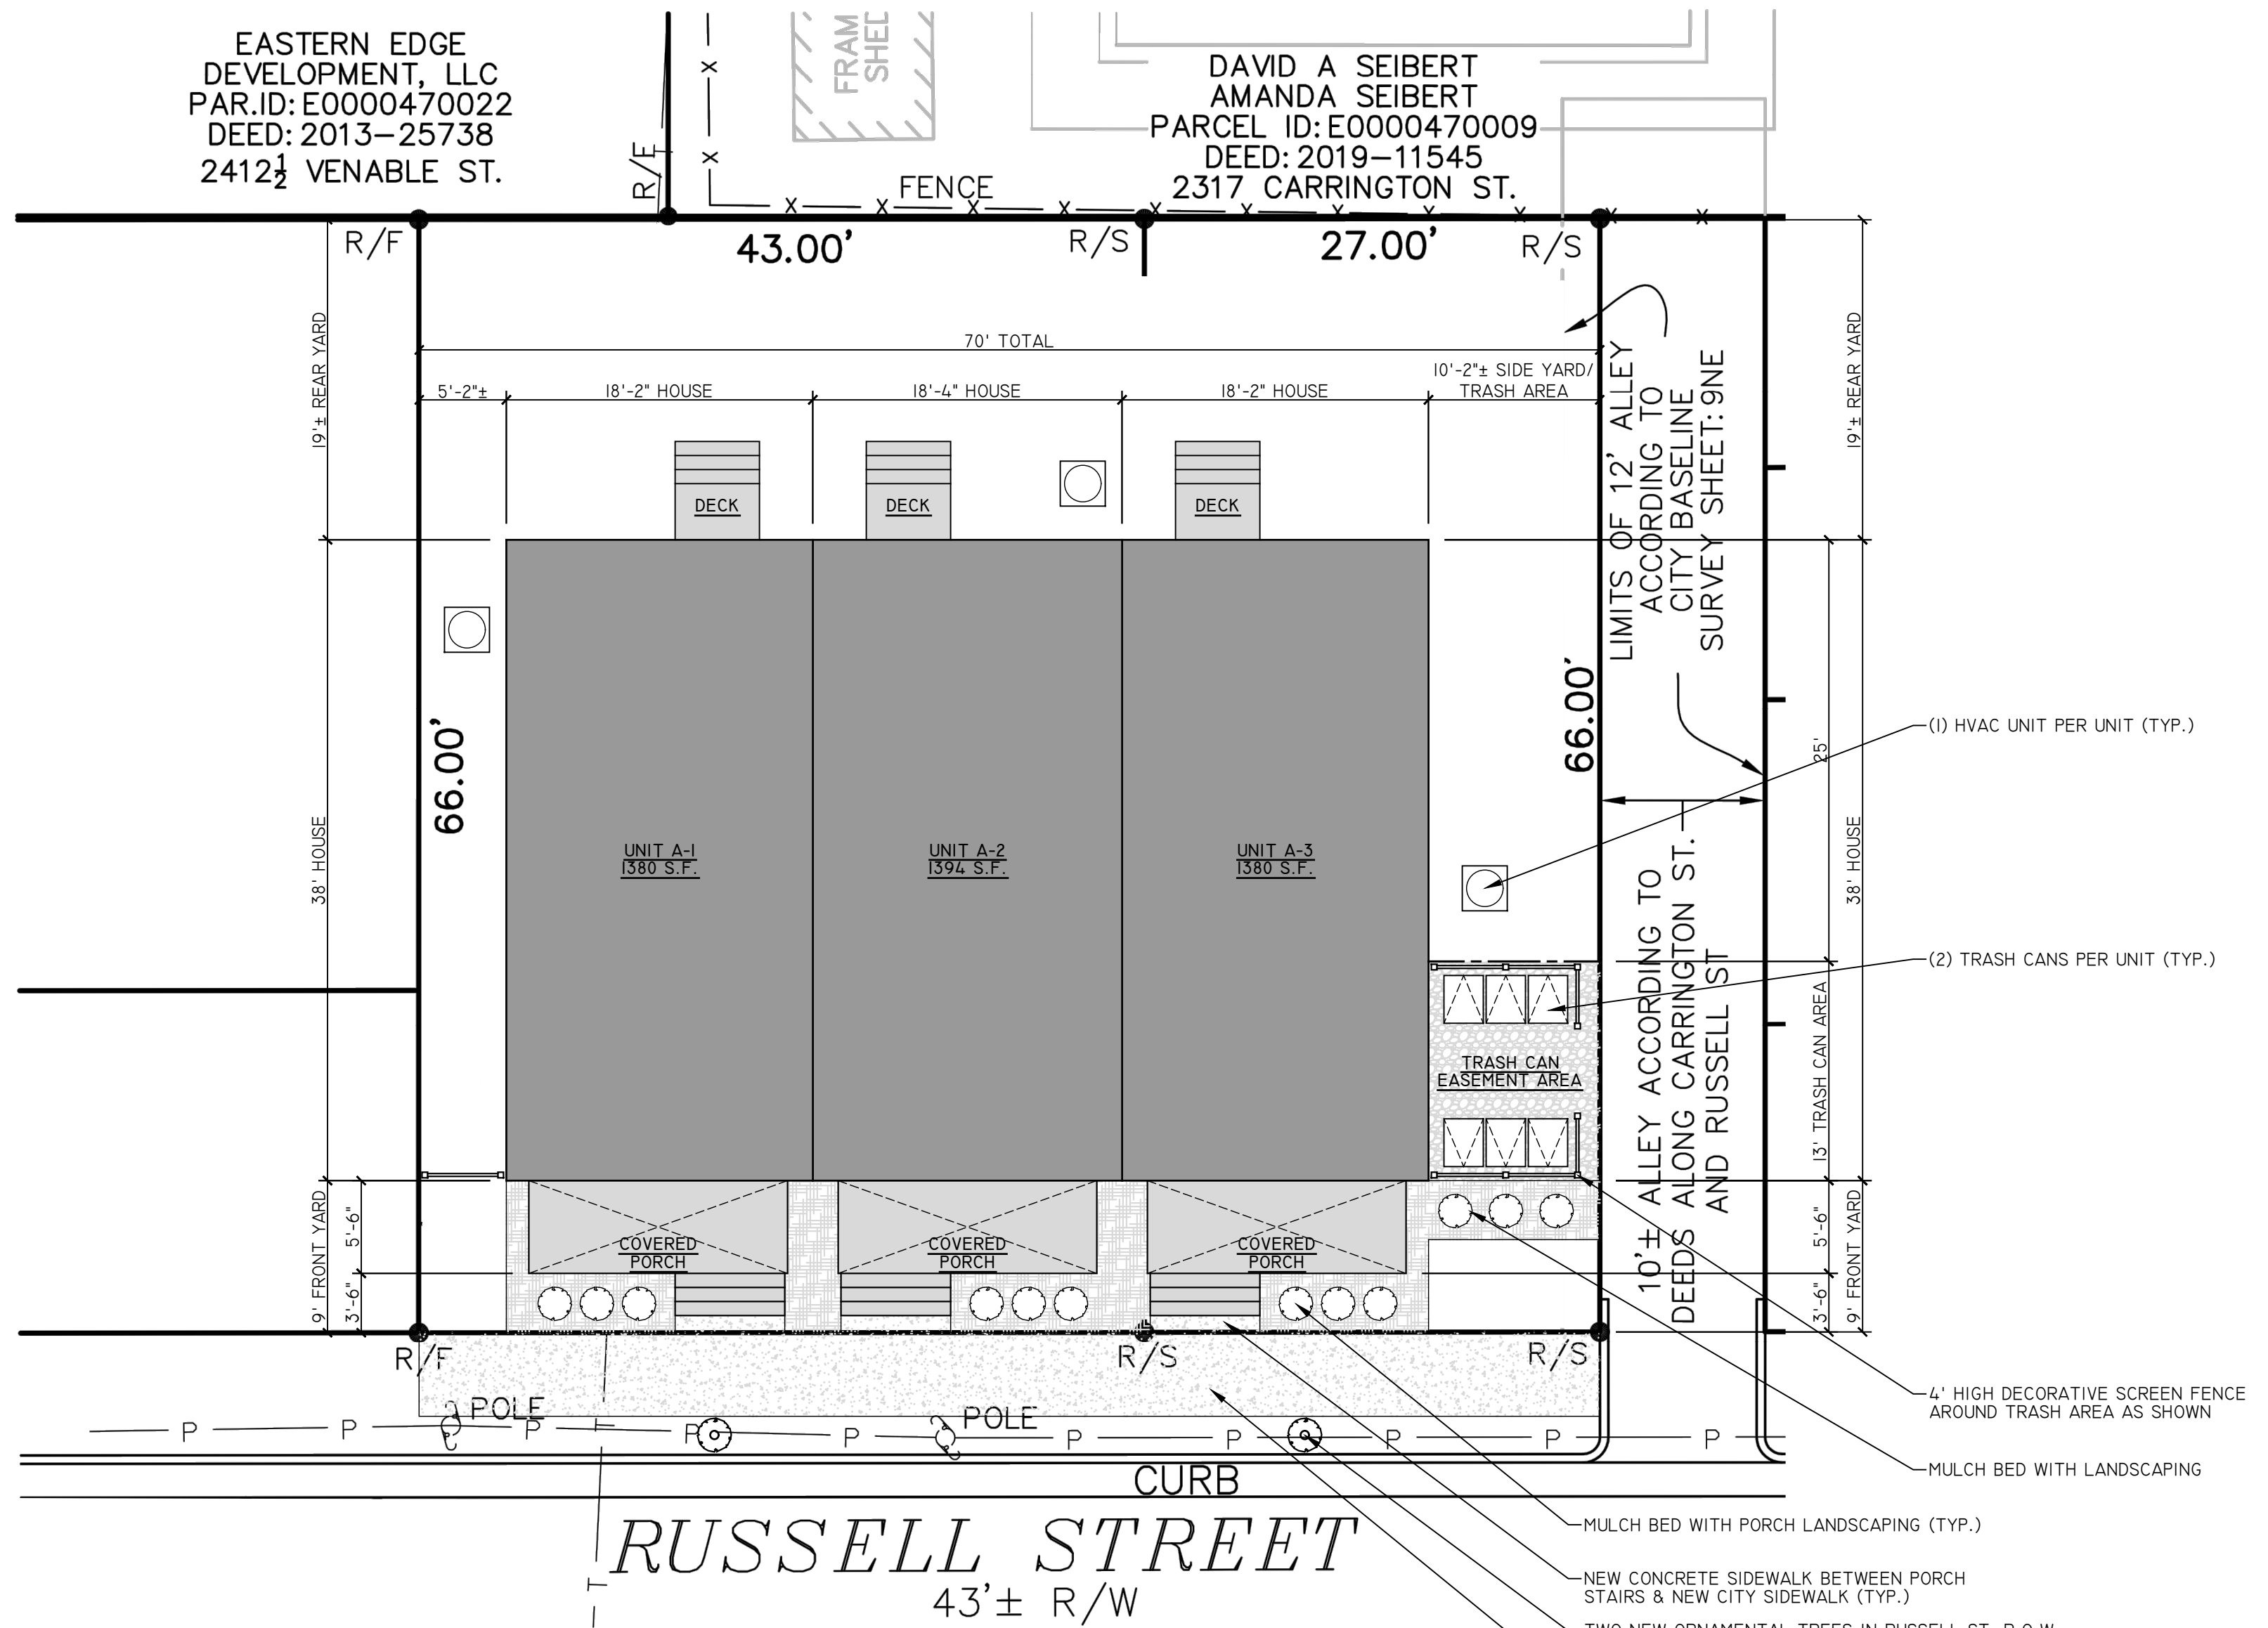 EASTERN EDGE
DEVELOPMENT, LLC
PAR.ID: E0000470022
DEED: 2013-25738
2412½ VENABLE ST.
R/E
FRAM
SHED
FENCE
DAVID A SEIBERT
AMANDA SEIBERT
PARCEL ID: E0000470009
DEED: 2019-11545
2317 CARRINGTON ST.
R/F
43.00'
R/S
27.00'
R/S
19'± REAR YARD
70' TOTAL
5'-2"±
18'-2" HOUSE
18'-4" HOUSE
18'-2" HOUSE
10'-2"± SIDE YARD/
TRASH AREA
LIMITS OF 12' ALLEY
ACCORDING TO
CITY BASELINE
SURVEY SHEET: 9NE
19'± REAR YARD
DECK
DECK
DECK
66.00'
66.00'
38' HOUSE
UNIT A-1
1380 S.F.
UNIT A-2
1394 S.F.
UNIT A-3
1380 S.F.
25'
38' HOUSE
(1) HVAC UNIT PER UNIT (TYP.)
(2) TRASH CANS PER UNIT (TYP.)
TRASH CAN
EASEMENT AREA
13' TRASH CAN AREA
10'± ALLEY ACCORDING TO
DEEDS ALONG CARRINGTON ST.
AND RUSSELL ST
9' FRONT YARD
5'-6"
3'-6"
COVERED
PORCH
COVERED
PORCH
COVERED
PORCH
5'-6"
3'-6"
9' FRONT YARD
R/F
R/S
R/S
4' HIGH DECORATIVE SCREEN FENCE
AROUND TRASH AREA AS SHOWN
P P POLE P P P POLE P P P P P
MULCH BED WITH LANDSCAPING
CURB
MULCH BED WITH PORCH LANDSCAPING (TYP.)
RUSSELL STREET
43'± R/W
NEW CONCRETE SIDEWALK BETWEEN PORCH
STAIRS & NEW CITY SIDEWALK (TYP.)
TWO NEW ORNAMENTAL TREES IN RUSSELL ST. R.O.W.